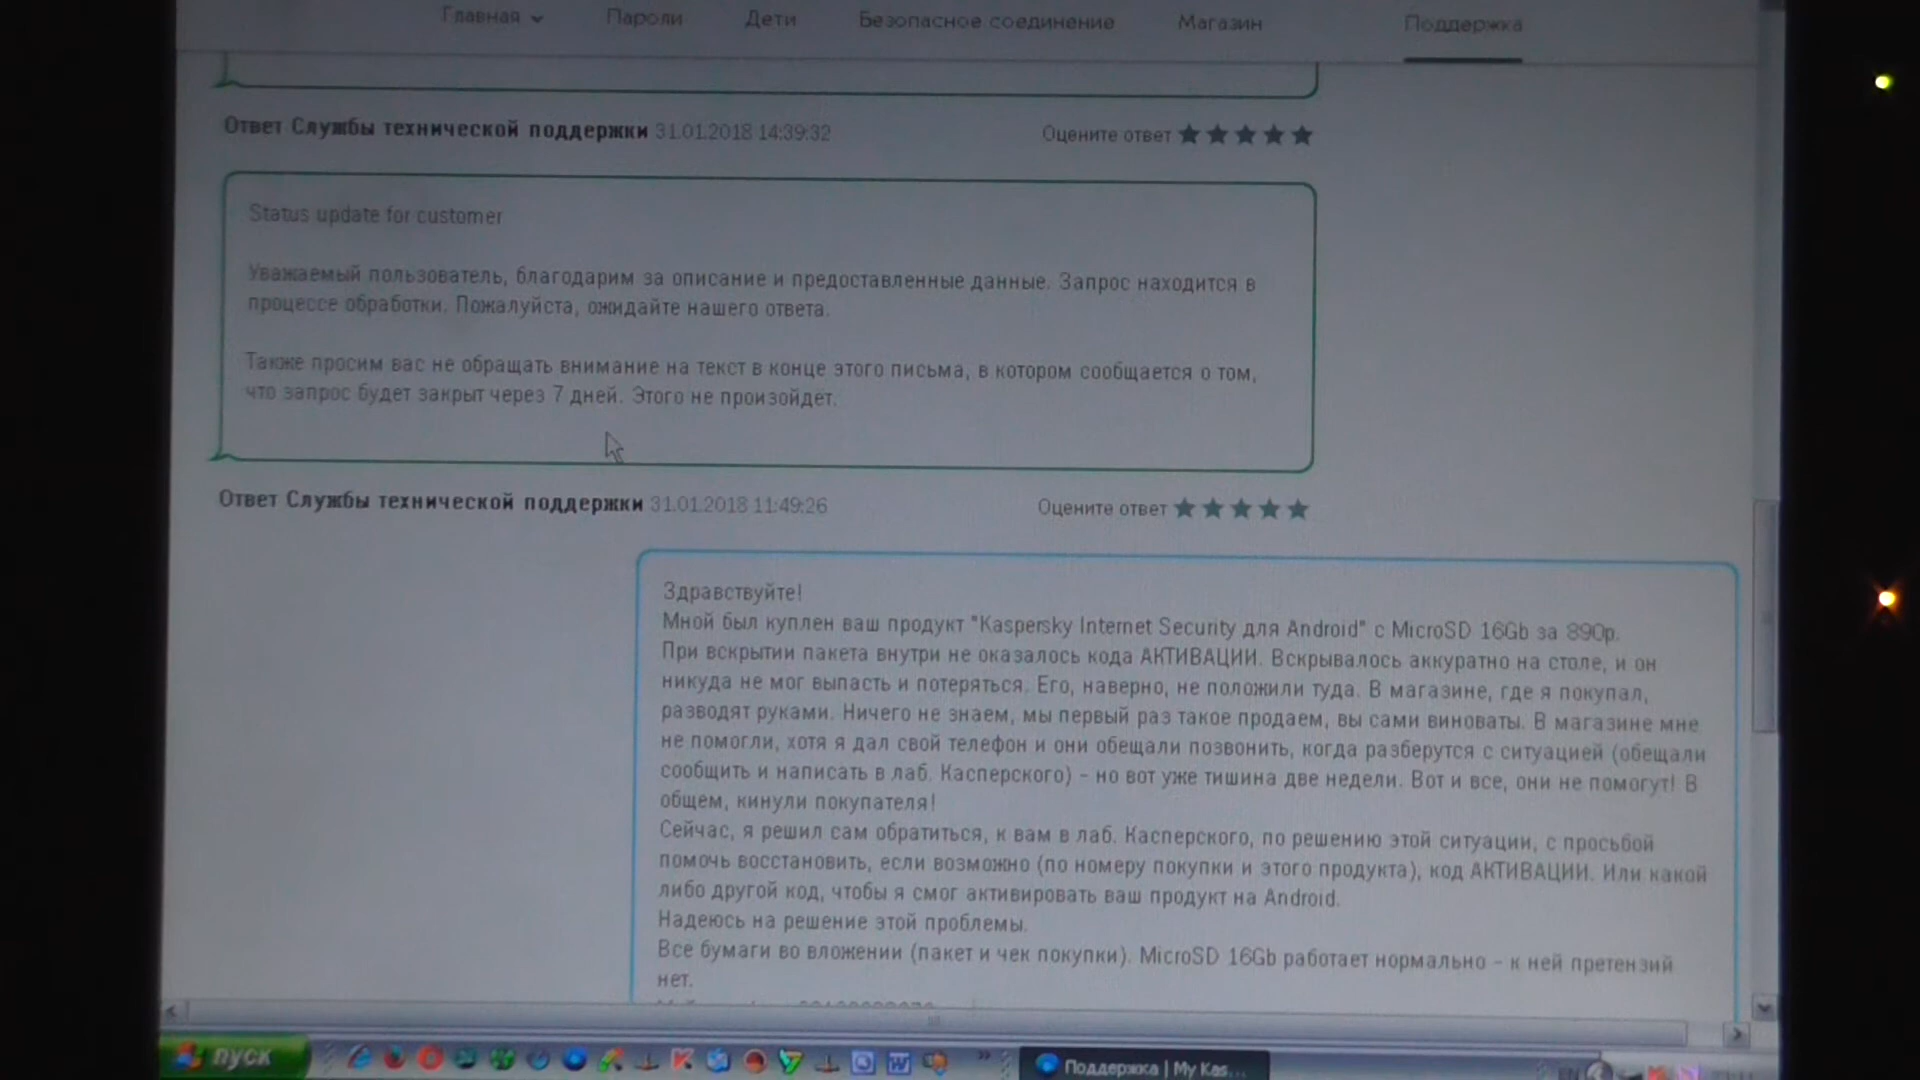 Главная
Пароли
Дети
Безопасное соединение
Магазин
Поддержка
Ответ Службы технической поддержки 31.01.2018 14:39:32
Оцените ответ
Status update for customer
Уважаемый пользователь, благодарим за описание и предоставленные данные. Запрос находится в
процессе обработки. Пожалуйста, ожидайте нашего ответа.
Также просим вас не обращать внимание на текст в конце этого письма, в котором сообщается о том,
что запрос будет закрыт через 7 дней. Этого не произойдёт.
Ответ Службы технической поддержки 31.01.2018 11:49:26
Оцените ответ
Здравствуйте!
Мной был куплен ваш продукт "Kaspersky Internet Security для Android" с MicroSD 16Gb за 890р.
При вскрытии пакета внутри не оказалось кода АКТИВАЦИИ. Вскрывалось аккуратно на столе, и он
никуда не мог выпасть и потеряться. Его, наверно, не положили туда. В магазине, где я покупал,
разводят руками. Ничего не знаем, мы первый раз такое продаем, вы сами виноваты. В магазине мне
не помогли, хотя я дал свой телефон и они обещали позвонить, когда разберутся с ситуацией (обещали
сообщить и написать в лаб. Касперского) - но вот уже тишина две недели. Вот и все, они не помогут! В
общем, кинули покупателя!
Сейчас, я решил сам обратиться, к вам в лаб. Касперского, по решению этой ситуации, с просьбой
помочь восстановить, если возможно (по номеру покупки и этого продукта), код АКТИВАЦИИ. Или какой
либо другой код, чтобы я смог активировать ваш продукт на Android.
Надеюсь на решение этой проблемы.
Все бумаги во вложении (пакет и чек покупки). MicroSD 16Gb работает нормально - к ней претензий
нет.
пуск
Поддержка | My Kas...
EN